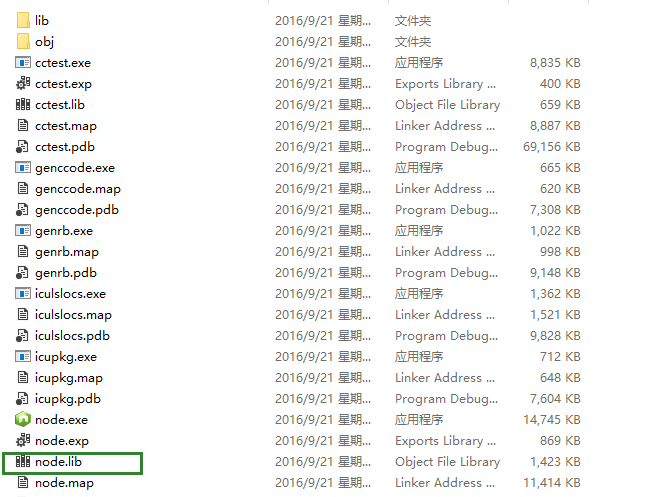 lib 2016/9/21 星期... 文件夹
obj 2016/9/21 星期... 文件夹
cctest.exe 2016/9/21 星期... 应用程序 8,835 KB
cctest.exp 2016/9/21 星期... Exports Library ... 400 KB
cctest.lib 2016/9/21 星期... Object File Library 659 KB
cctest.map 2016/9/21 星期... Linker Address ... 8,887 KB
cctest.pdb 2016/9/21 星期... Program Debug... 69,156 KB
genccode.exe 2016/9/21 星期... 应用程序 665 KB
genccode.map 2016/9/21 星期... Linker Address ... 620 KB
genccode.pdb 2016/9/21 星期... Program Debug... 7,308 KB
genrb.exe 2016/9/21 星期... 应用程序 1,022 KB
genrb.map 2016/9/21 星期... Linker Address ... 998 KB
genrb.pdb 2016/9/21 星期... Program Debug... 9,148 KB
iculslocs.exe 2016/9/21 星期... 应用程序 1,362 KB
iculslocs.map 2016/9/21 星期... Linker Address ... 1,521 KB
iculslocs.pdb 2016/9/21 星期... Program Debug... 9,828 KB
icupkg.exe 2016/9/21 星期... 应用程序 712 KB
icupkg.map 2016/9/21 星期... Linker Address ... 648 KB
icupkg.pdb 2016/9/21 星期... Program Debug... 7,604 KB
node.exe 2016/9/21 星期... 应用程序 14,745 KB
node.exp 2016/9/21 星期... Exports Library ... 869 KB
node.lib 2016/9/21 星期... Object File Library 1,423 KB
node.map 2016/9/21 星期... Linker Address ... 11,414 KB